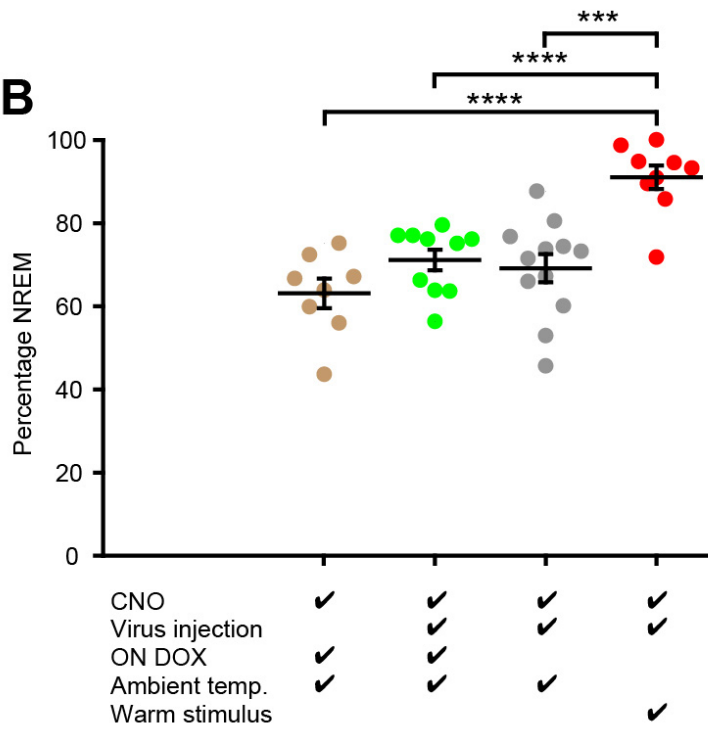 ***
****
B
****
100
80
60
40
20
0
Percentage NREM
CNO ✔ ✔ ✔ ✔
Virus injection ✔ ✔ ✔
ON DOX ✔ ✔
Ambient temp. ✔ ✔ ✔
Warm stimulus ✔